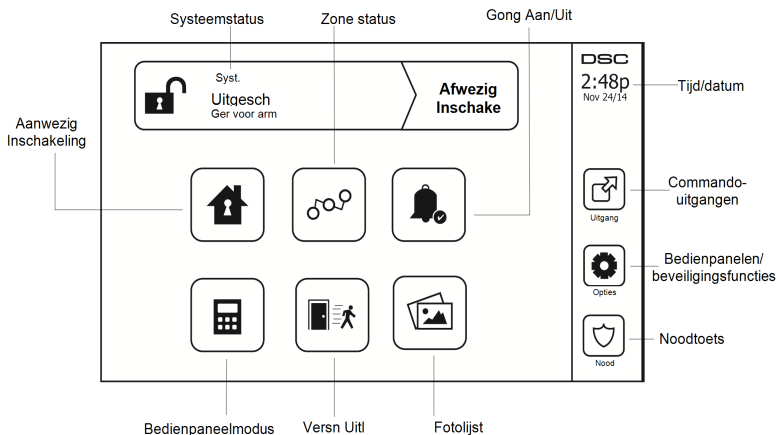 Systeemstatus
Zone status
Gong Aan/Uit
Syst.
Uitgesch
Ger voor arm
Afwezig
Inschake
DSC
2:48p
Nov 24/14
Tijd/datum
Aanwezig
Inschakeling
Uitgang
Commando-
uitgangen
Opties
Bedienpanelen/
beveiligingsfuncties
Nood
Noodtoets
Bedienpaneelmodus
Versn Uitl
Fotolijst